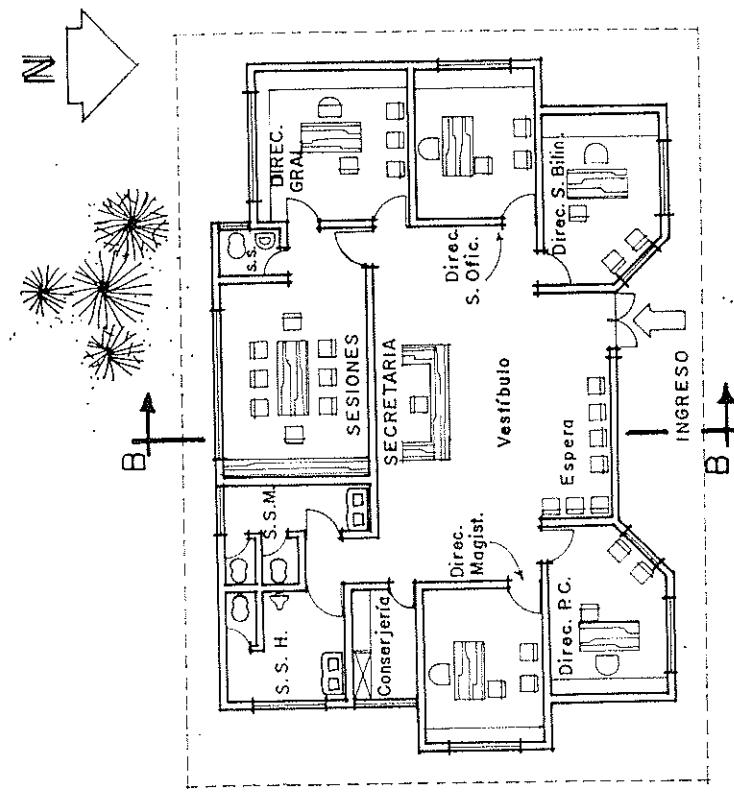 N
DIREC.
GRAL.
S.S.
Direc.
S. Ofic.
Direc. S. Bilin.
SESIONES
SECRETARIA
Vestíbulo
Espera
INGRESO
B
B
S.S.M.
S. S. H.
Conserjería
Direc.
Magist.
Direc. P.C.